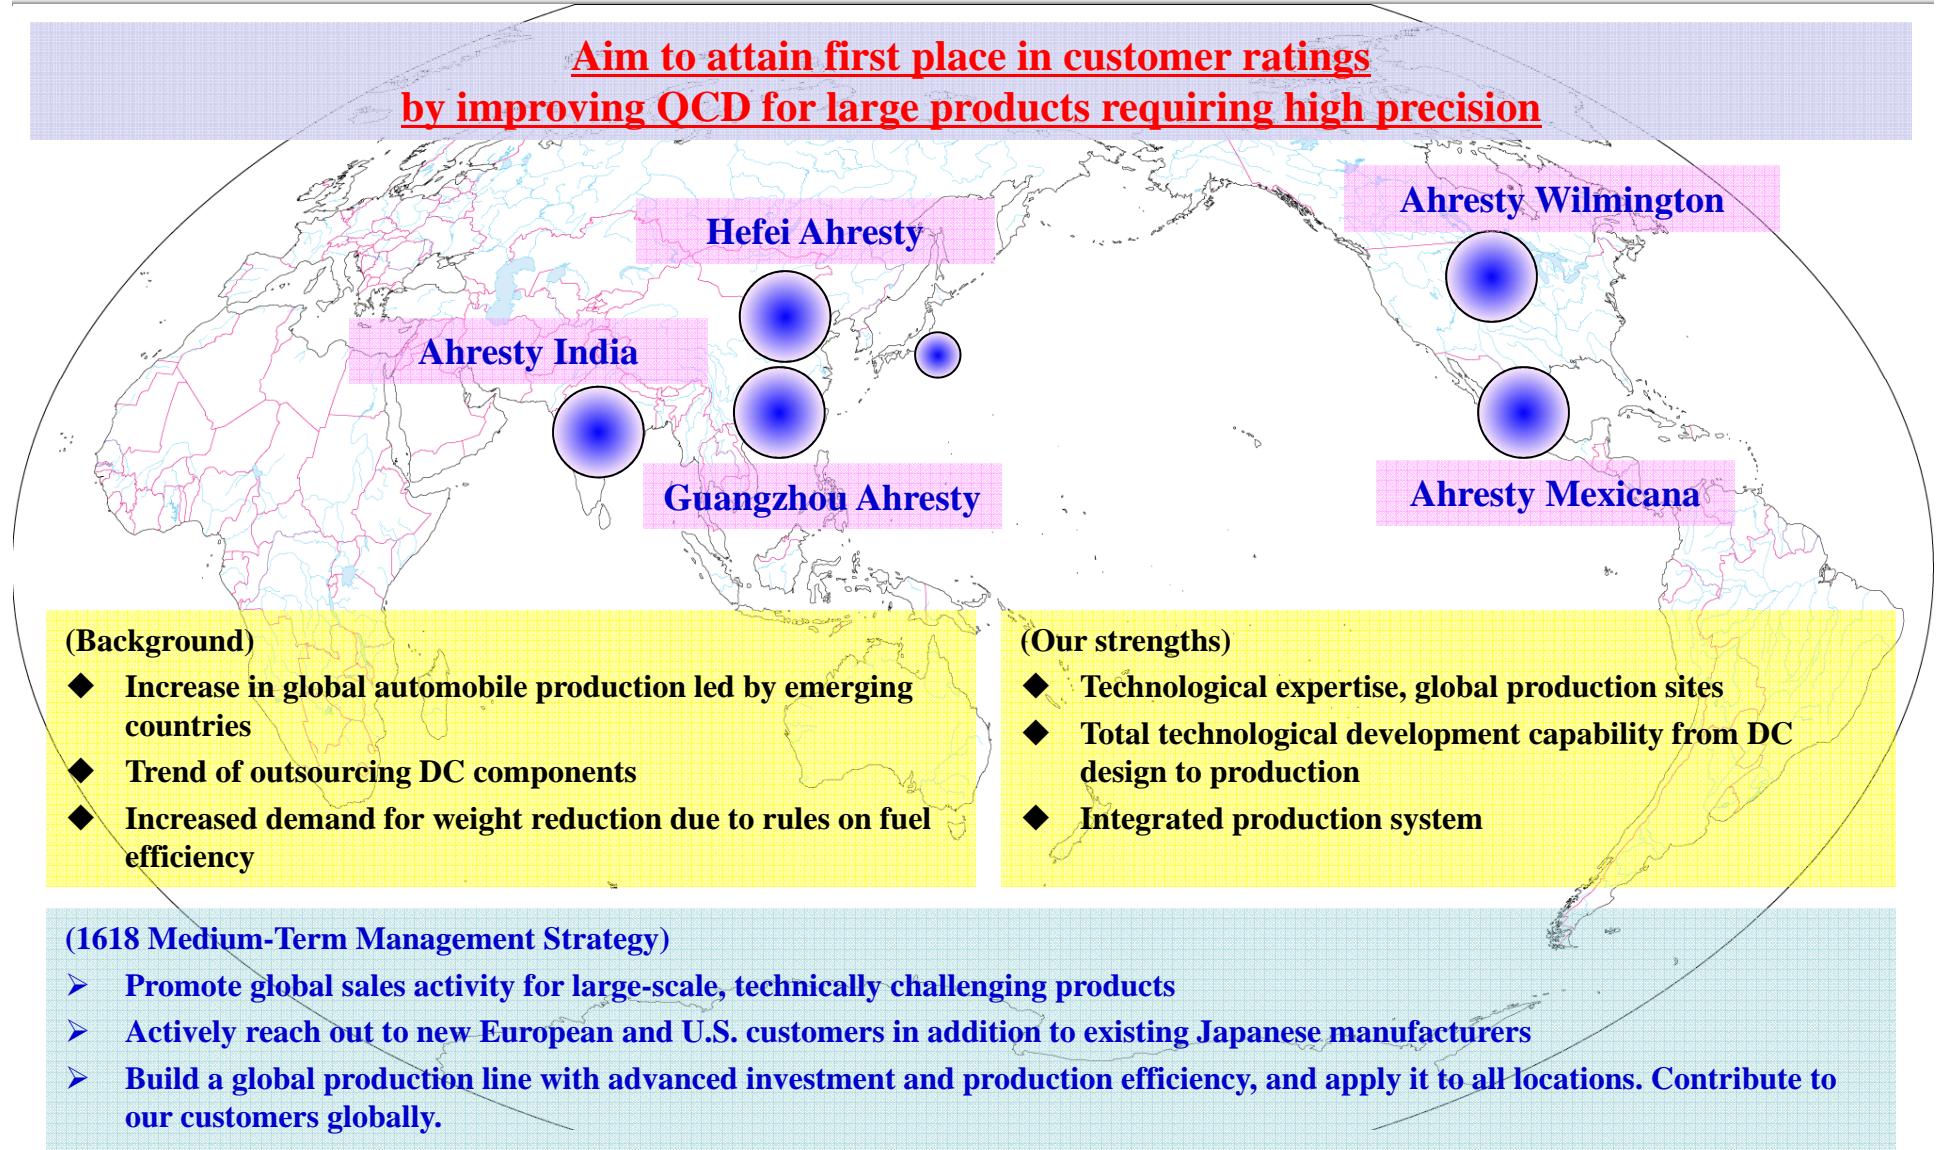 Aim to attain first place in customer ratings
by improving QCD for large products requiring high precision
Ahresty Wilmington
Hefei Ahresty
Ahresty India
Guangzhou Ahresty
Ahresty Mexicana
(Background)
◆ Increase in global automobile production led by emerging
countries
◆ Trend of outsourcing DC components
◆ Increased demand for weight reduction due to rules on fuel
efficiency
(Our strengths)
◆ Technological expertise, global production sites
◆ Total technological development capability from DC
design to production
◆ Integrated production system
(1618 Medium-Term Management Strategy)
➢ Promote global sales activity for large-scale, technically challenging products
➢ Actively reach out to new European and U.S. customers in addition to existing Japanese manufacturers
➢ Build a global production line with advanced investment and production efficiency, and apply it to all locations. Contribute to
our customers globally.